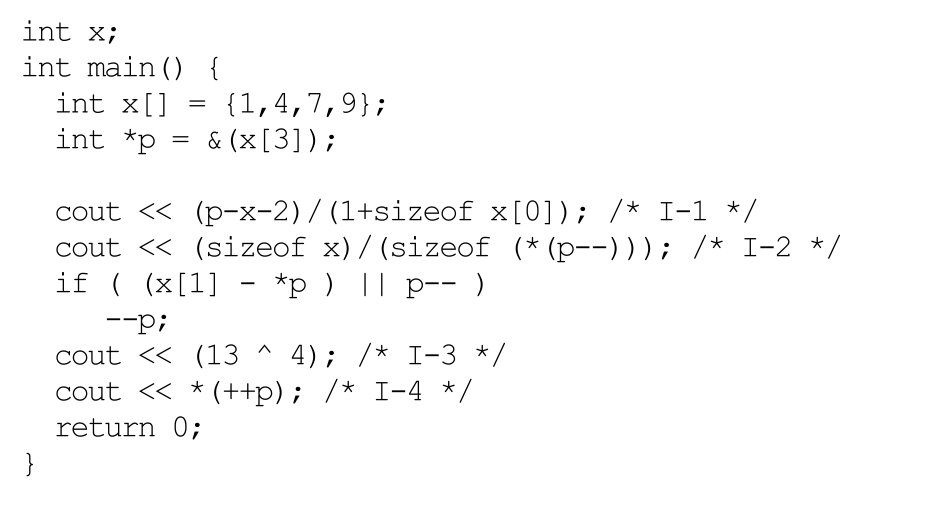 int x;
int main() {
  int x[] = {1,4,7,9};
  int *p = &(x[3]);

  cout << (p-x-2)/(1+sizeof x[0]); /* I-1 */
  cout << (sizeof x)/(sizeof (*(p--))); /* I-2 */
  if ( (x[1] - *p ) || p-- )
     --p;
  cout << (13 ^ 4); /* I-3 */
  cout << *(++p); /* I-4 */
  return 0;
}